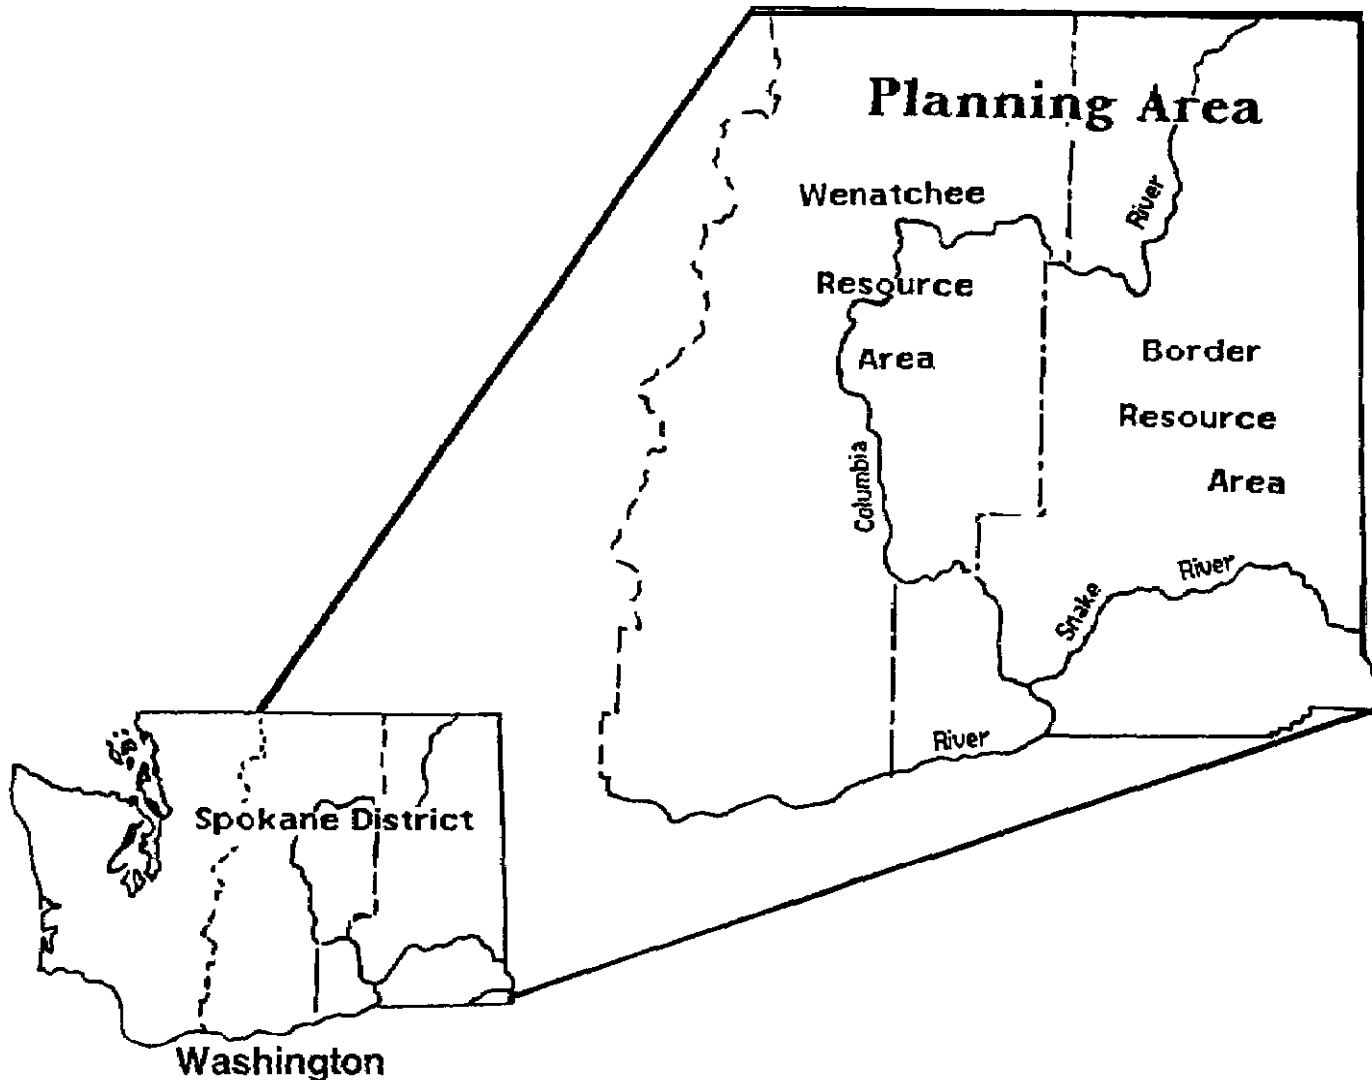 Planning Area
Wenatchee
Resource
Area
River
Border
Resource
Area
Columbia
Snake
River
River
Spokane District
Washington